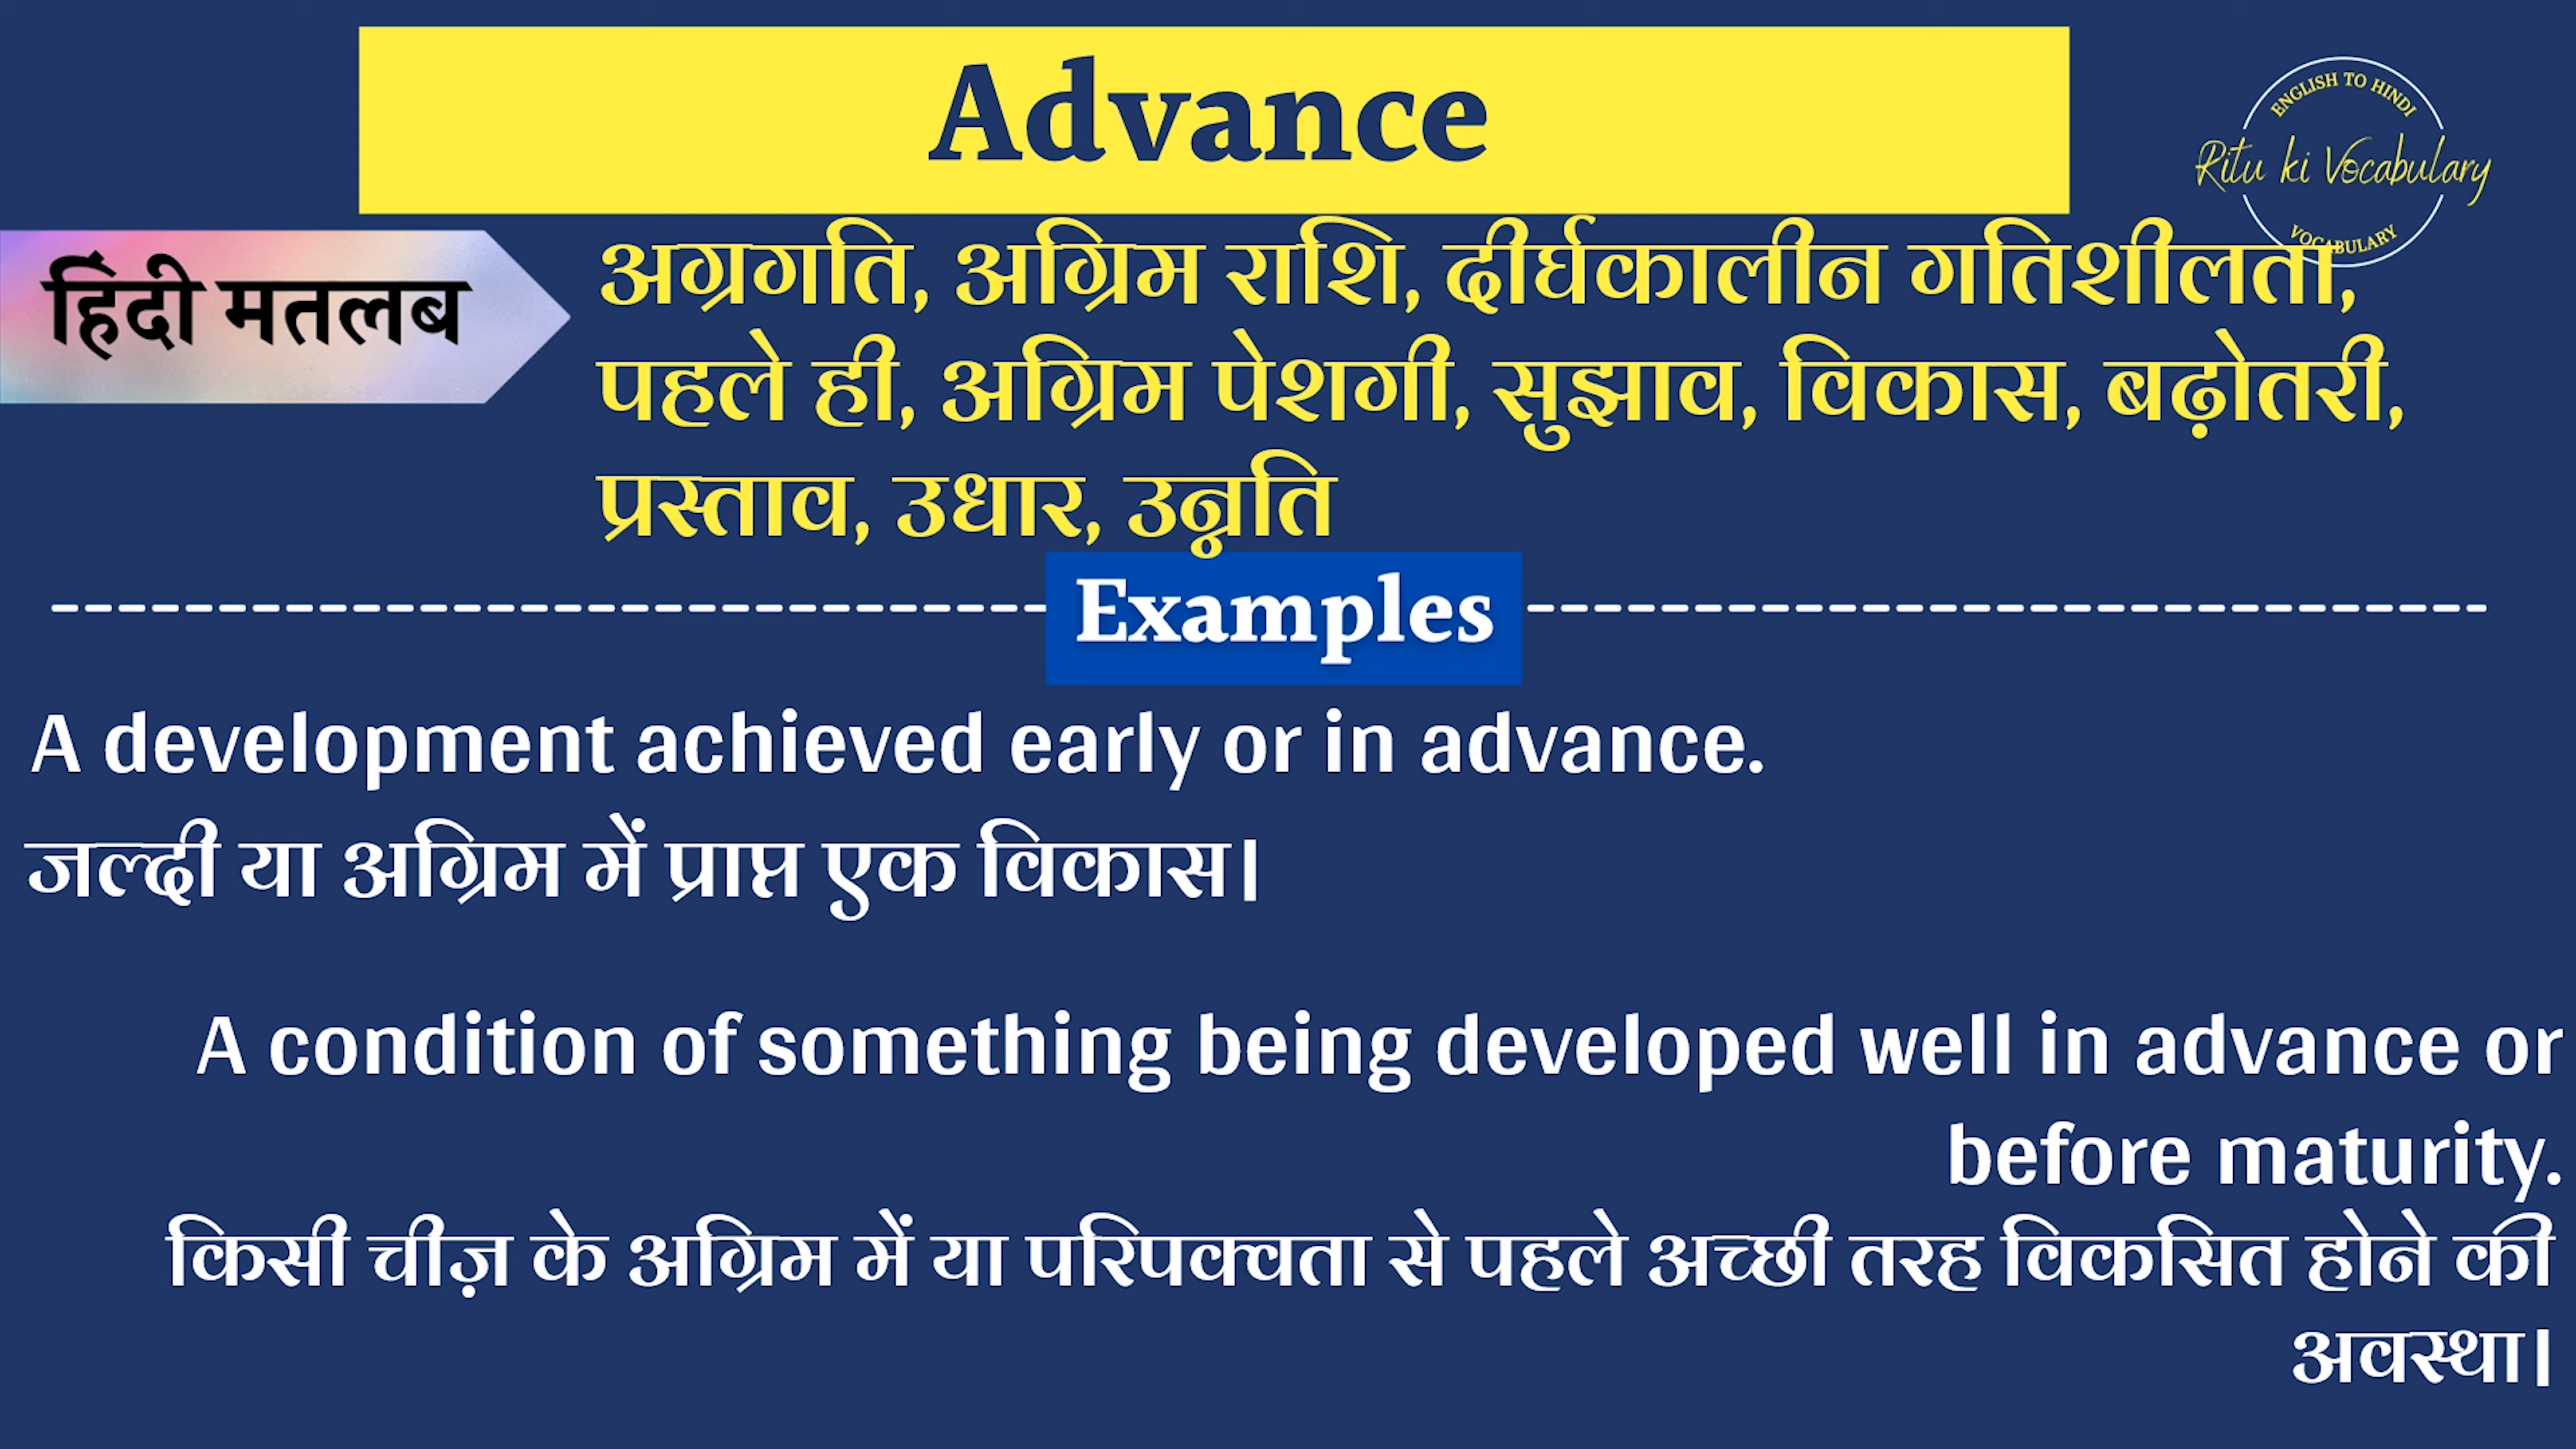 Advance
ENGLISH TO HINDI
Ritu ki Vocabulary
VOCABULARY
हिंदी मतलब
अग्रगति, अग्रिम राशि, दीर्घकालीन गतिशीलता,
पहले ही, अग्रिम पेशगी, सुझाव, विकास, बढ़ोतरी,
प्रस्ताव, उधार, उन्नति
Examples
A development achieved early or in advance.
जल्दी या अग्रिम में प्राप्त एक विकास।
A condition of something being developed well in advance or
before maturity.
किसी चीज़ के अग्रिम में या परिपक्वता से पहले अच्छी तरह विकसित होने की
अवस्था।